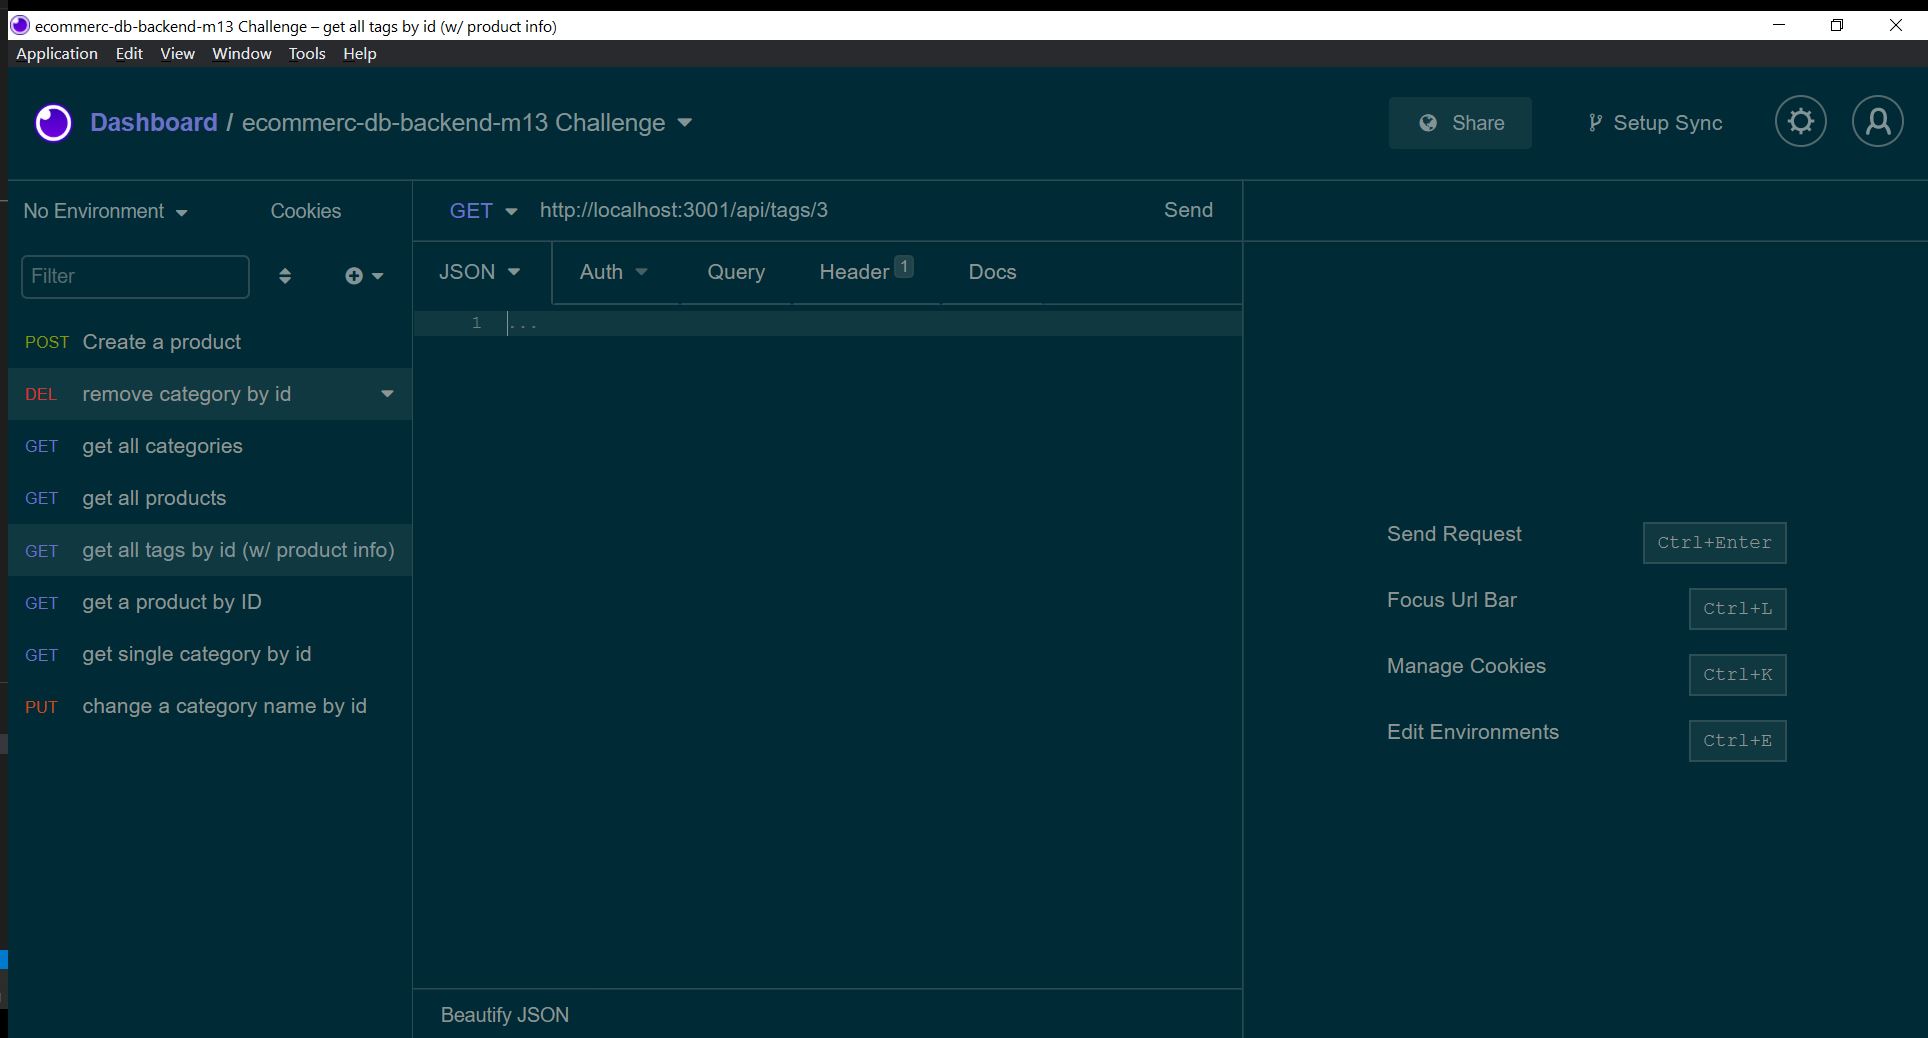 ecommerc-db-backend-m13 Challenge – get all tags by id (w/ product info)
Application Edit View Window Tools Help
Dashboard / ecommerc-db-backend-m13 Challenge
Share
Setup Sync
No Environment
Cookies
GET
http://localhost:3001/api/tags/3
Send
Filter
JSON
Auth
Query
Header 1
Docs
1 ...
POST Create a product
DEL remove category by id
GET get all categories
GET get all products
GET get all tags by id (w/ product info)
GET get a product by ID
GET get single category by id
PUT change a category name by id
Send Request Ctrl+Enter
Focus Url Bar Ctrl+L
Manage Cookies Ctrl+K
Edit Environments Ctrl+E
Beautify JSON